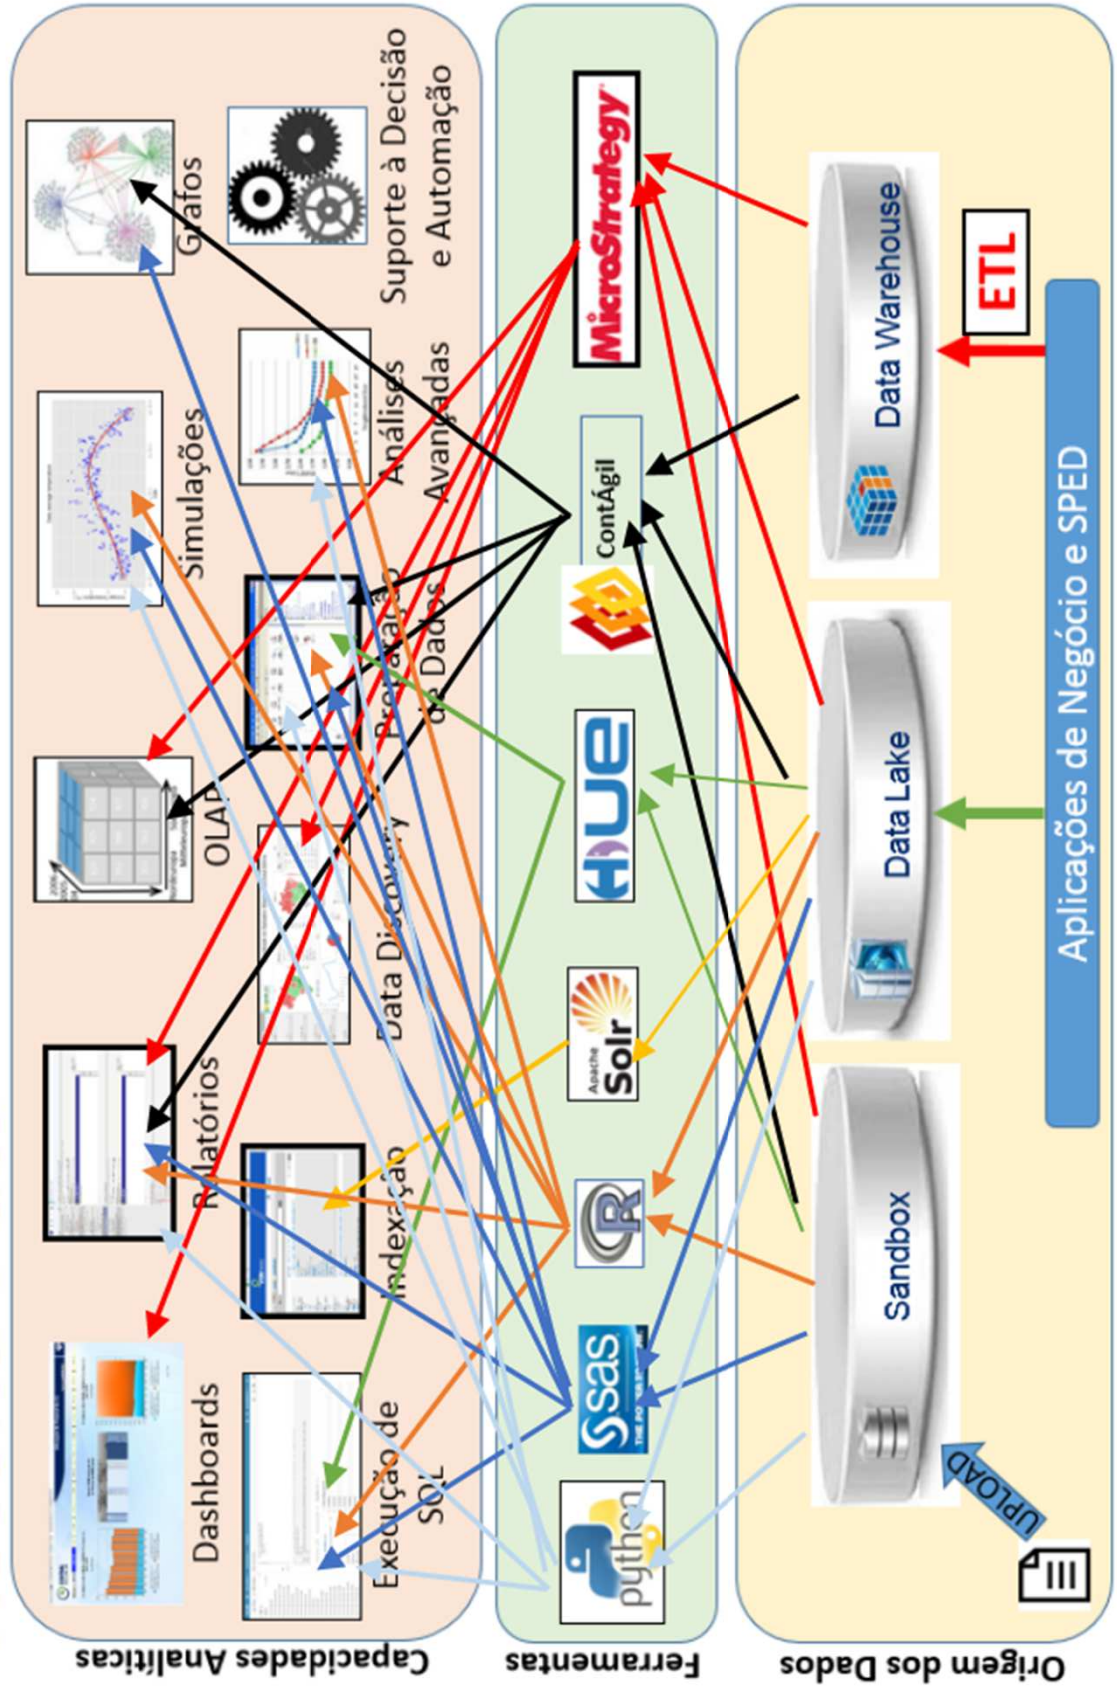 Capacidades Analíticas
Dashboards
Relatórios
OLAP
Simulações
Grafos
Execução de
SQL
Indexação
Data Discovery
Preparação
de Dados
Análises
Avançadas
Suporte à Decisão
e Automação
Ferramentas
python
sas
R
Apache
Solr
HUE
ContÁgil
MicroStrategy
Origem dos Dados
Sandbox
Data Lake
Data Warehouse
UPLOAD
ETL
Aplicações de Negócio e SPED